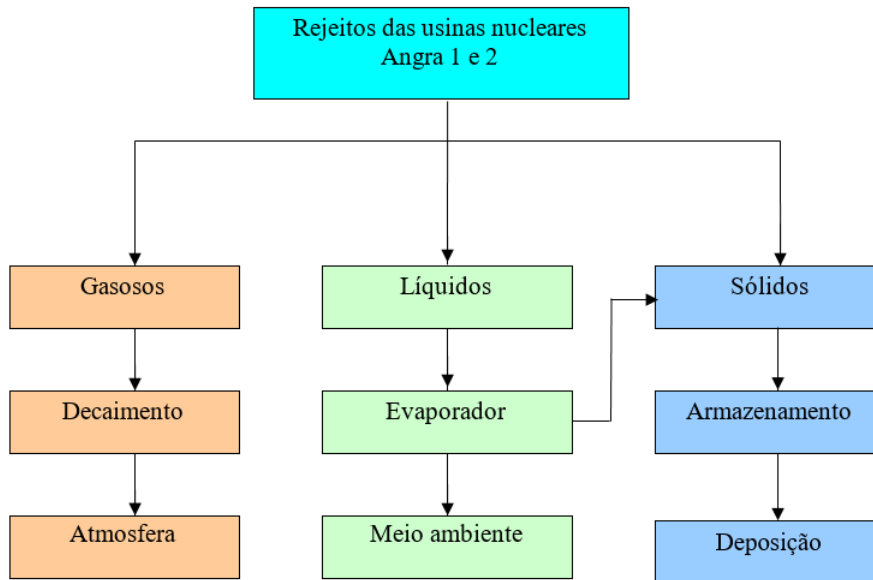 Rejeitos das usinas nucleares
Angra 1 e 2
Gasosos
Líquidos
Sólidos
Decaimento
Evaporador
Armazenamento
Atmosfera
Meio ambiente
Deposição